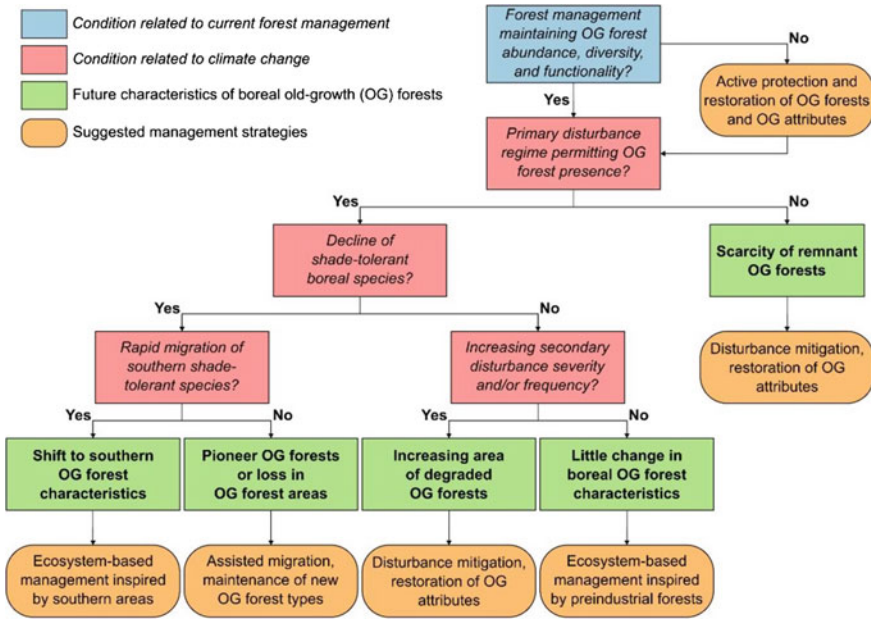 Condition related to current forest management
Condition related to climate change
Future characteristics of boreal old-growth (OG) forests
Suggested management strategies
Forest management
maintaining OG forest
abundance, diversity,
and functionality?
No
Active protection and
restoration of OG forests
and OG attributes
Yes
Primary disturbance
regime permitting OG
forest presence?
Yes
No
Decline of
shade-tolerant
boreal species?
Scarcity of remnant
OG forests
Yes
No
Rapid migration of
southern shade-
tolerant species?
Increasing secondary
disturbance severity
and/or frequency?
Disturbance mitigation,
restoration of OG
attributes
Yes
No
Yes
No
Shift to southern
OG forest
characteristics
Pioneer OG forests
or loss in
OG forest areas
Increasing area
of degraded
OG forests
Little change in
boreal OG forest
characteristics
Ecosystem-based
management inspired
by southern areas
Assisted migration,
maintenance of new
OG forest types
Disturbance mitigation,
restoration of OG
attributes
Ecosystem-based
management inspired
by preindustrial forests